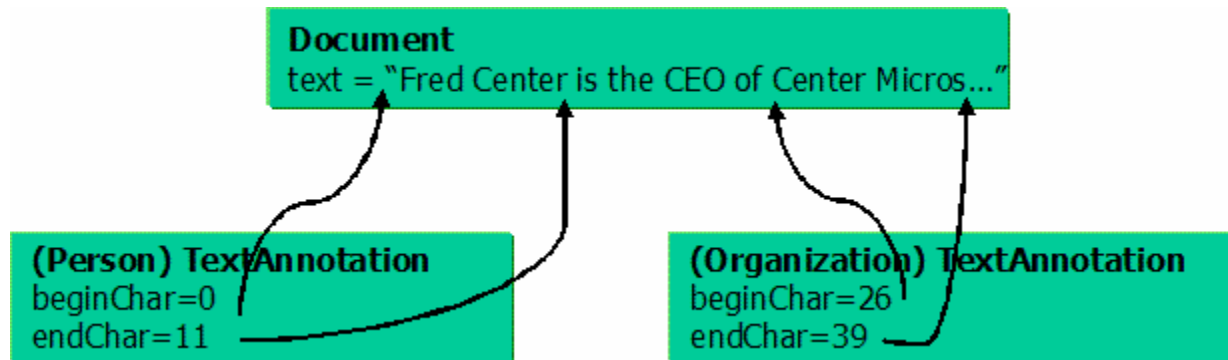 Document
text = “Fred Center is the CEO of Center Micros...”
(Person) TextAnnotation
beginChar=0
endChar=11
(Organization) TextAnnotation
beginChar=26
endChar=39